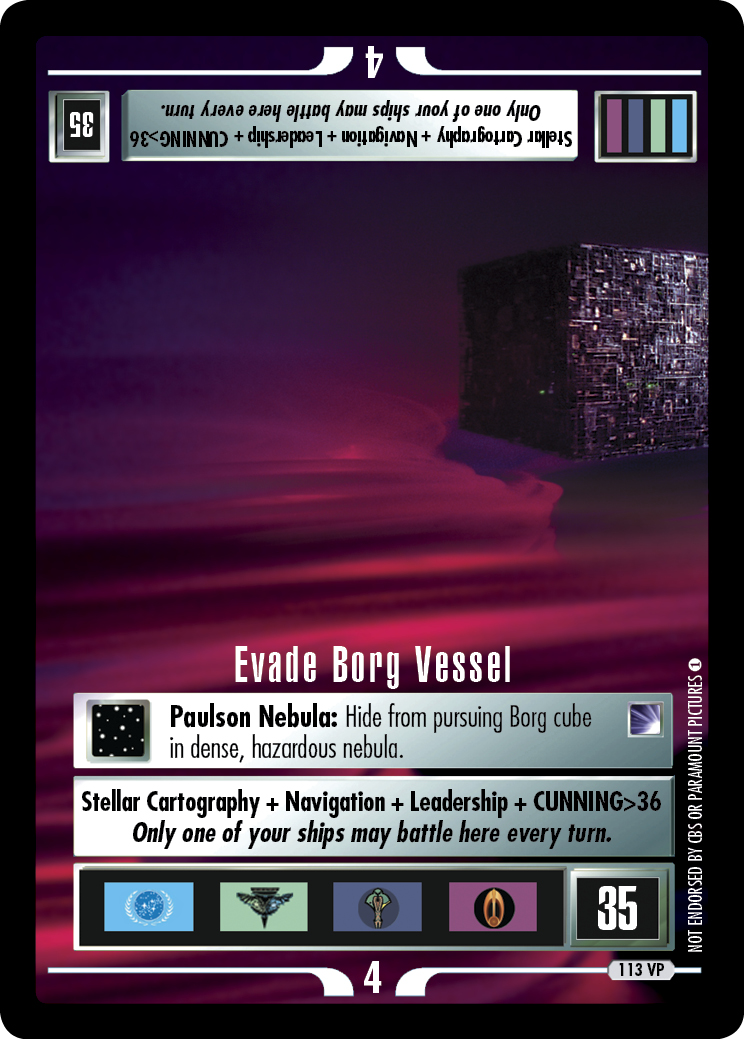 4
35
Stellar Cartography + Navigation + Leadership + CUNNING>36
Only one of your ships may battle here every turn.
Evade Borg Vessel
Paulson Nebula: Hide from pursuing Borg cube
in dense, hazardous nebula.
Stellar Cartography + Navigation + Leadership + CUNNING>36
Only one of your ships may battle here every turn.
35
4
113 VP
NOT ENDORSED BY CBS OR PARAMOUNT PICTURES 1